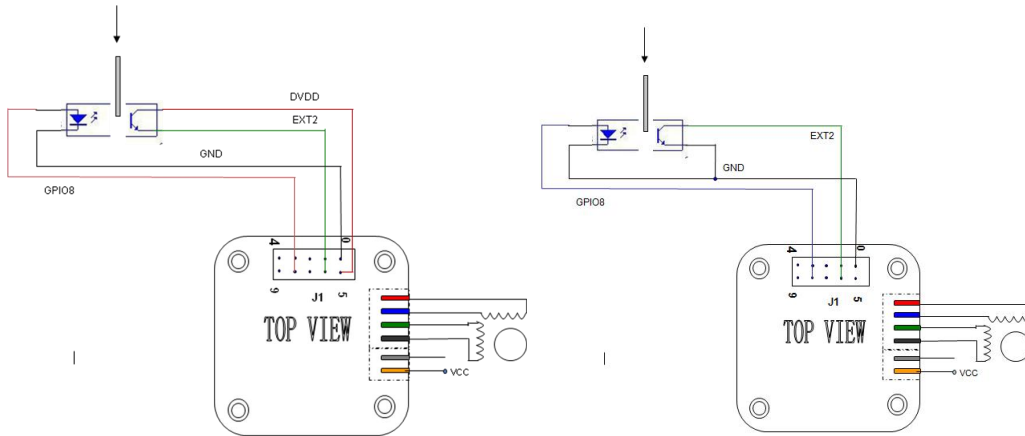 DVDD
EXT2
GND
GPIO8
4
0
9
J1
5
TOP VIEW
VCC
EXT2
GND
GPIO8
4
0
9
J1
5
TOP VIEW
VCC